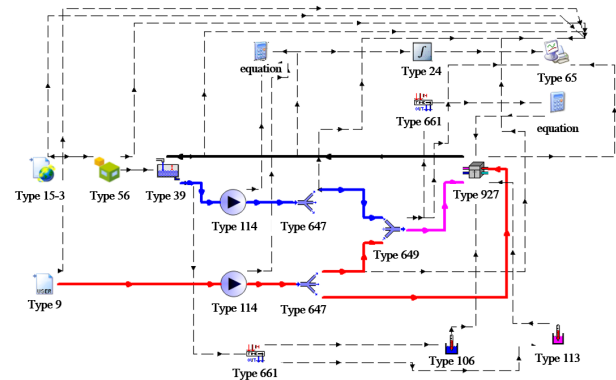 equation
Type 24
Type 65
Type 661
equation
Type 15-3
Type 56
Type 39
Type 114
Type 647
Type 649
Type 927
Type 9
USER
Type 114
Type 647
Type 661
Type 106
Type 113